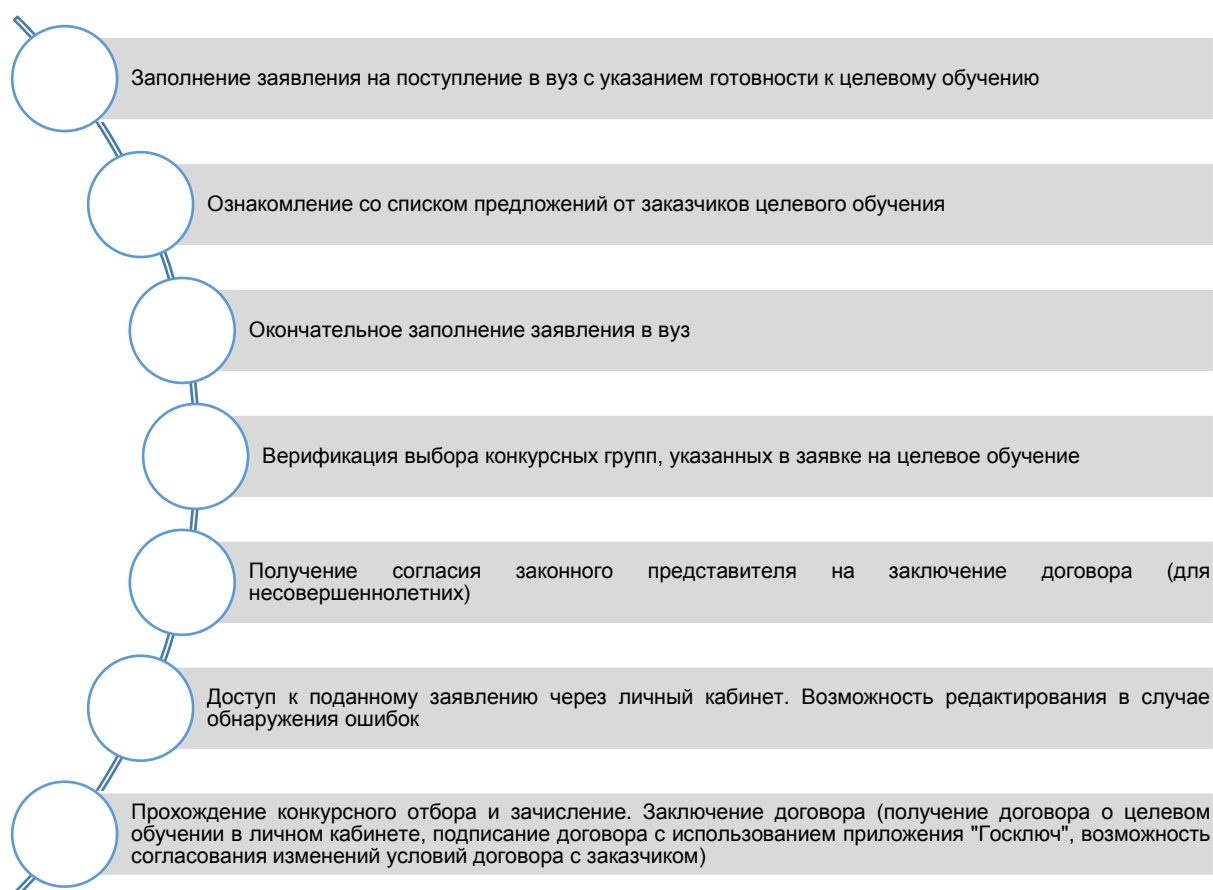 Заполнение заявления на поступление в вуз с указанием готовности к целевому обучению
Ознакомление со списком предложений от заказчиков целевого обучения
Окончательное заполнение заявления в вуз
Верификация выбора конкурсных групп, указанных в заявке на целевое обучение
Получение согласия законного представителя на заключение договора (для
несовершеннолетних)
Доступ к поданному заявлению через личный кабинет. Возможность редактирования в случае
обнаружения ошибок
Прохождение конкурсного отбора и зачисление. Заключение договора (получение договора о целевом
обучении в личном кабинете, подписание договора с использованием приложения "Госключ", возможность
согласования изменений условий договора с заказчиком)